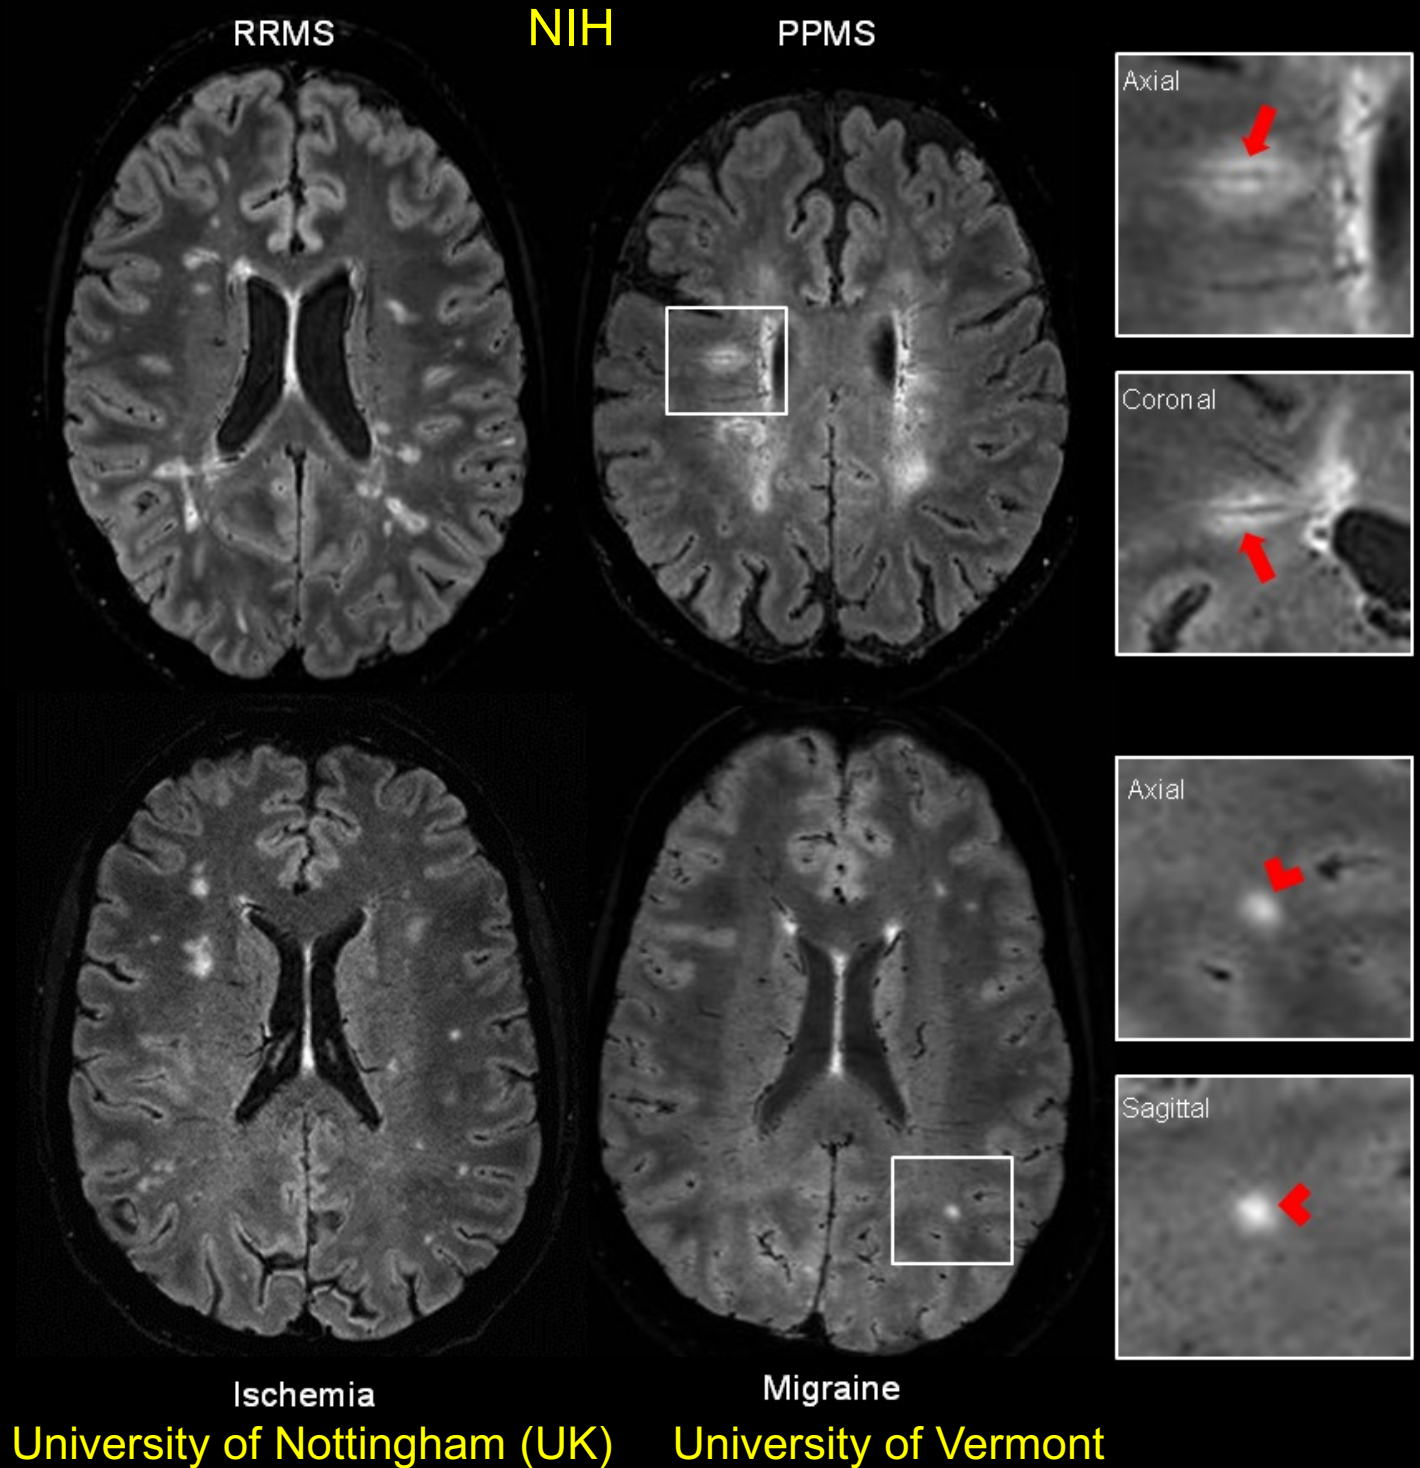 RRMS
NIH
PPMS
Axial
Coronal
Axial
Sagittal
Ischemia
Migraine
University of Nottingham (UK)
University of Vermont